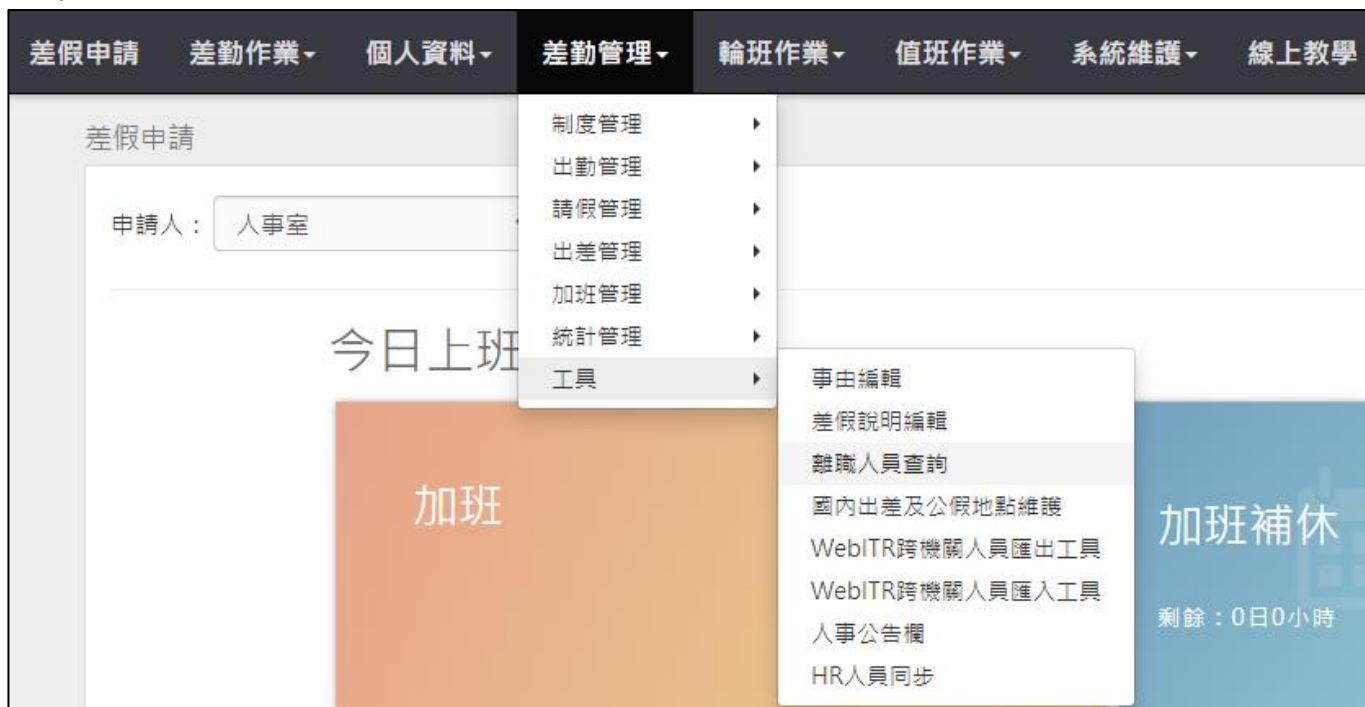 差假申請 差勤作業 個人資料 差勤管理 輪班作業 值班作業 系統維護 線上教學
差假申請
申請人： 人事室
制度管理
出勤管理
請假管理
出差管理
加班管理
統計管理
工具
今日上班
事由編輯
差假說明編輯
離職人員查詢
國內出差及公假地點維護
WebITR跨機關人員匯出工具
WebITR跨機關人員匯入工具
人事公告欄
HR人員同步
加班
加班補休
剩餘：0日0小時